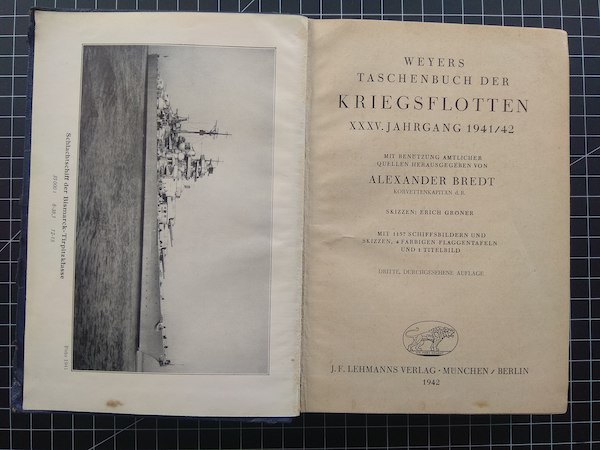 Schlachtschiff der Bismarck-Tirpitzklasse
WEYERS
TASCHENBUCH DER
KRIEGSFLOTTEN
XXXV. JAHRGANG 1941/42
MIT BENUTZUNG AMTLICHER
QUELLEN HERAUSGEGEBEN VON
ALEXANDER BREDT
KORVETTENKAPITÄN d. R.
SKIZZEN: ERICH GRÖNER
MIT 1157 SCHIFFSBILDERN UND
SKIZZEN, 4 FARBIGEN FLAGGENTAFELN
UND 1 TITELBILD
DRITTE, DURCHGESEHENE AUFLAGE
J. F. LEHMANNS VERLAG · MÜNCHEN / BERLIN
1942